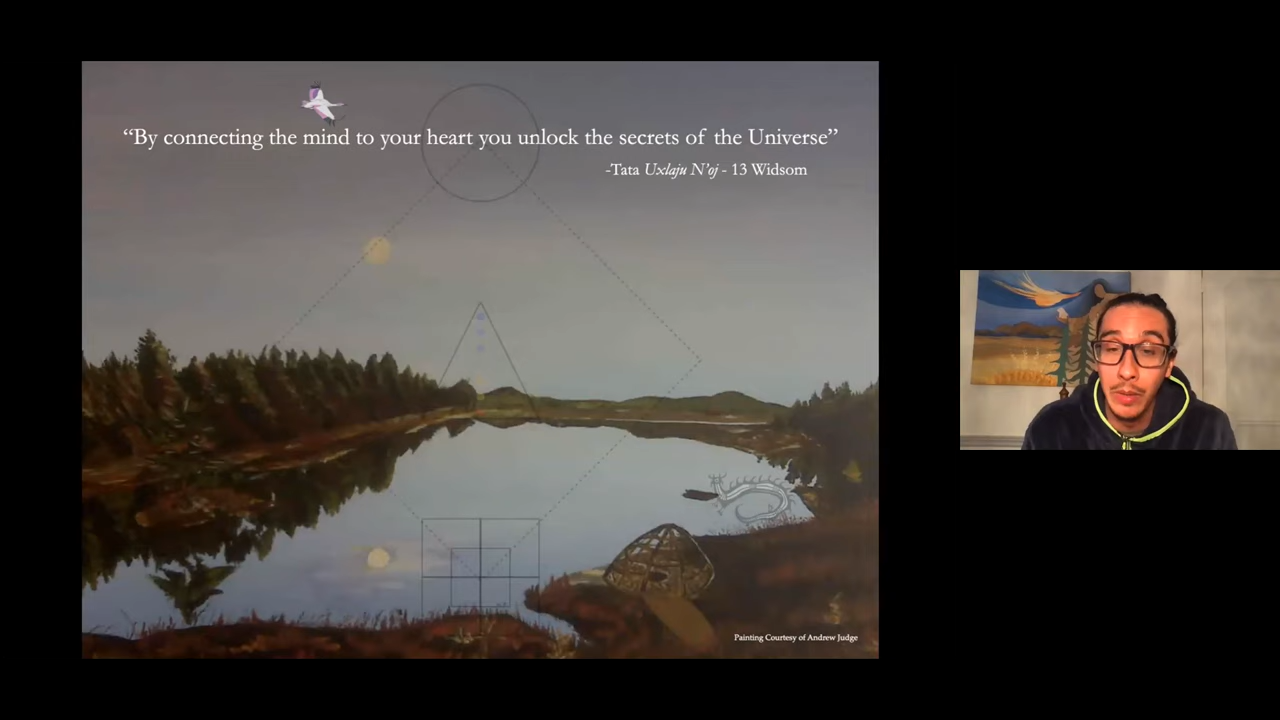 “By connecting the mind to your heart you unlock the secrets of the Universe”
-Tata Uxlaju N’oj - 13 Widsom
Painting Courtesy of Andrew Judge